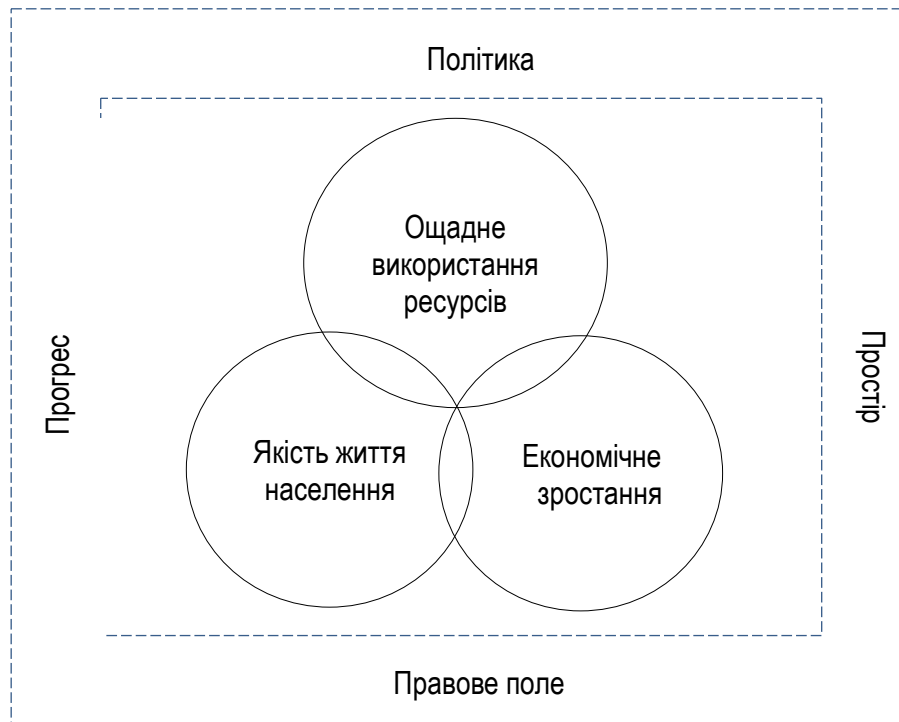 Політика
Ощадне
використання
ресурсів
Прогрес
Простір
Якість життя
населення
Економічне
зростання
Правове поле